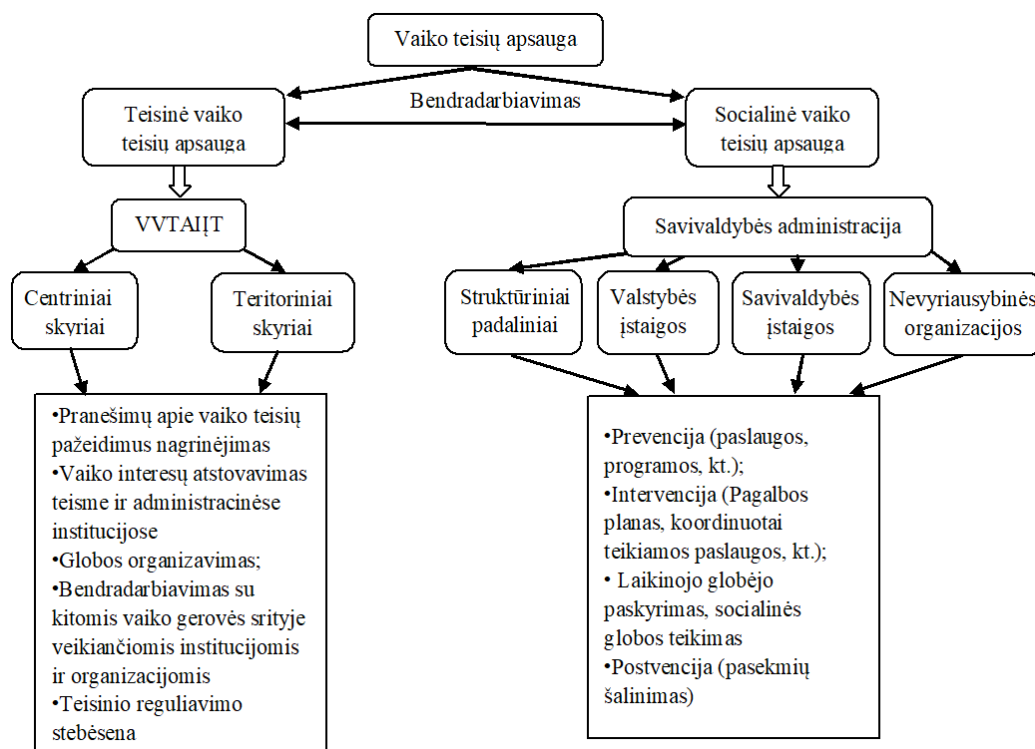 Vaiko teisių apsauga
Bendradarbiavimas
Teisinė vaiko
teisių apsauga
Socialinė vaiko
teisių apsauga
VVTAIĮT
Savivaldybės administracija
Centriniai
skyriai
Teritoriniai
skyriai
Struktūriniai
padaliniai
Valstybės
įstaigos
Savivaldybės
įstaigos
Nevyriausybinės
organizacijos
•Pranešimų apie vaiko teisių
pažeidimus nagrinėjimas
•Vaiko interesų atstovavimas
teisme ir administracinėse
institucijose
•Globos organizavimas;
•Bendradarbiavimas su
kitomis vaiko gerovės srityje
veikiančiomis institucijomis
ir organizacijomis
•Teisinio reguliavimo
stebėsena
•Prevencija (paslaugos,
programos, kt.);
•Intervencija (Pagalbos
planas, koordinuotai
teikiamos paslaugos, kt.);
• Laikinojo globėjo
paskyrimas, socialinės
globos teikimas
•Postvencija (pasekmių
šalinimas)